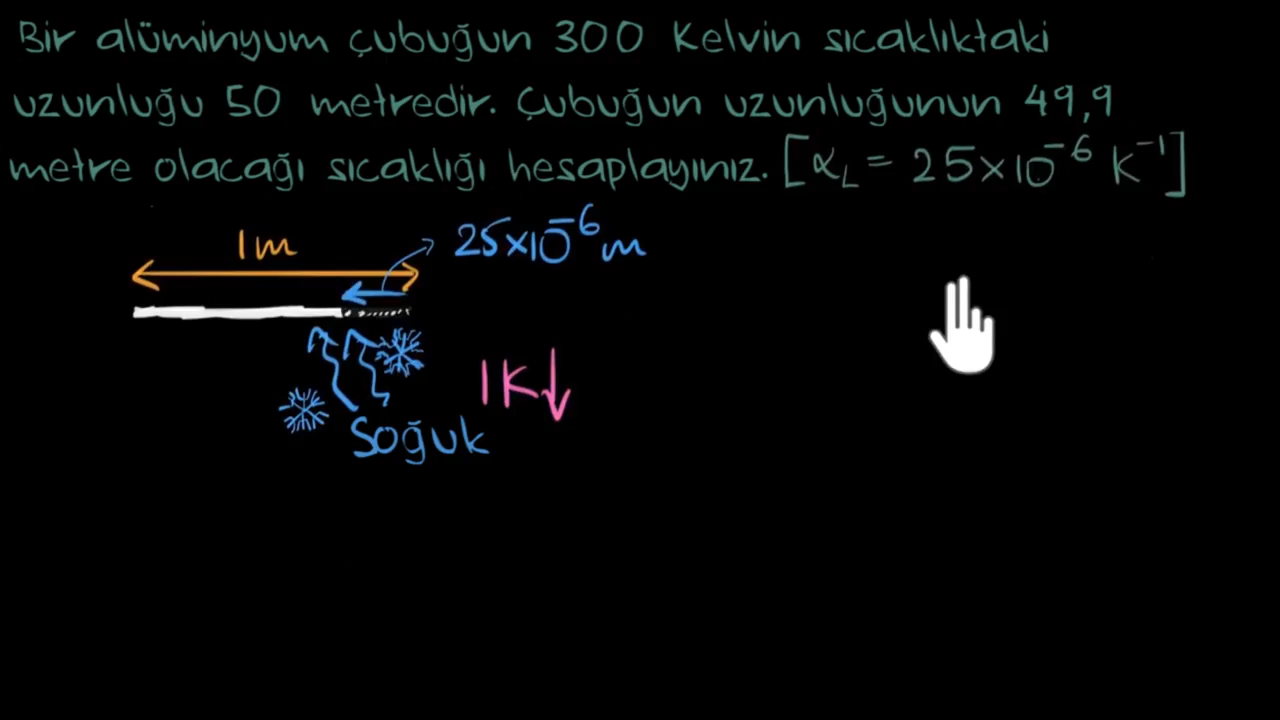 Bir alüminyum çubuğun 300 Kelvin sıcaklıktaki
uzunluğu 50 metredir. Çubuğun uzunluğunun 49,9
metre olacağı sıcaklığı hesaplayınız. [α_L = 25×10⁻⁶ K⁻¹]
1m
25×10⁻⁶ m
1K↓
Soğuk